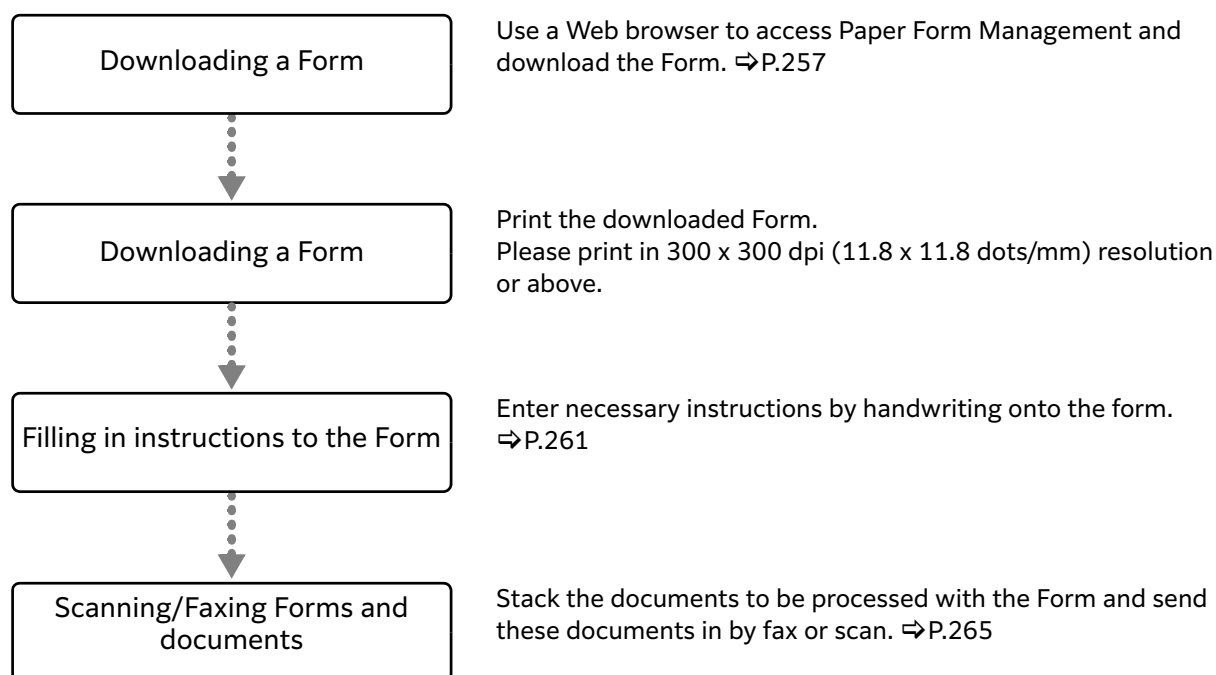 Downloading a Form
Use a Web browser to access Paper Form Management and
download the Form. ➪P.257
Downloading a Form
Print the downloaded Form.
Please print in 300 x 300 dpi (11.8 x 11.8 dots/mm) resolution
or above.
Filling in instructions to the Form
Enter necessary instructions by handwriting onto the form.
➪P.261
Scanning/Faxing Forms and
documents
Stack the documents to be processed with the Form and send
these documents in by fax or scan. ➪P.265